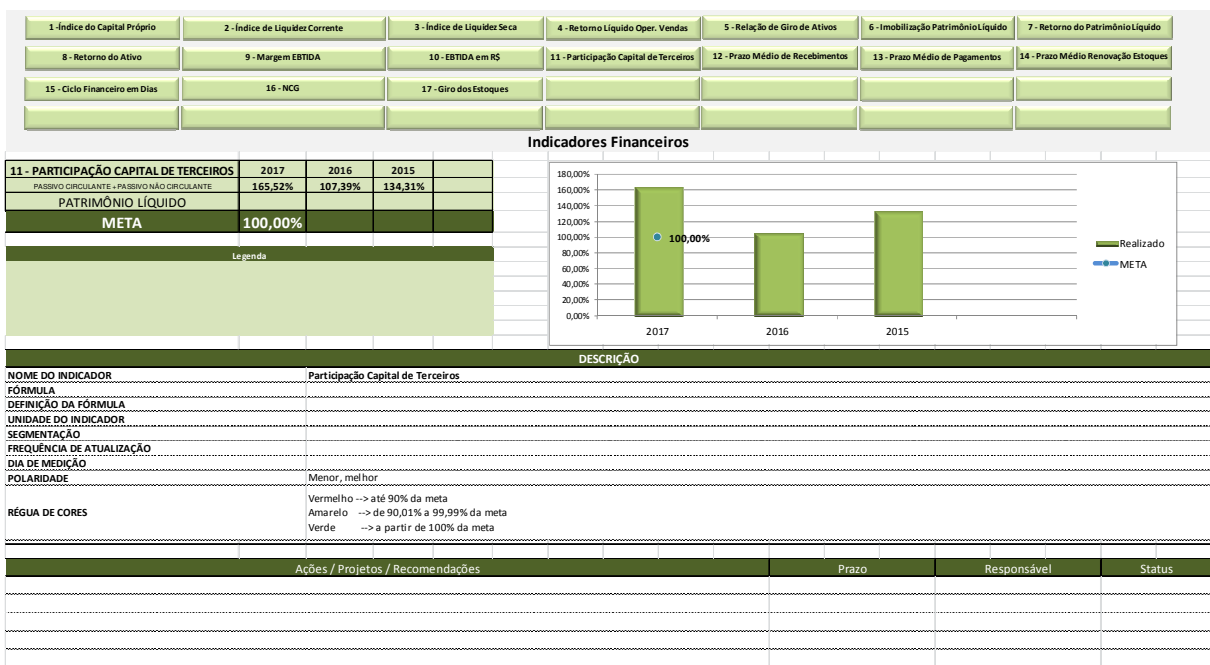 1 -Índice do Capital Próprio
2 -Índice de Liquidez Corrente
3 - Índice de Liquidez Seca
4 - Retorno Líquido Oper. Vendas
5 - Relação de Giro de Ativos
6 - Imobilização Patrimônio Líquido
7 - Retorno do Patrimônio Líquido
8 - Retorno do Ativo
9 - Margem EBTIDA
10 - EBTIDA em R$
11 - Participação Capital de Terceiros
12 - Prazo Médio de Recebimentos
13 - Prazo Médio de Pagamentos
14 - Prazo Médio Renovação Estoques
15 - Ciclo Financeiro em Dias
16 - NCG
17 - Giro dos Estoques
Indicadores Financeiros
11 - PARTICIPAÇÃO CAPITAL DE TERCEIROS 2017 2016 2015
PASSIVO CIRCULANTE + PASSIVO NÃO CIRCULANTE 165,52% 107,39% 134,31%
PATRIMÔNIO LÍQUIDO
META 100,00%
Legenda
180,00%
160,00%
140,00%
120,00%
100,00%
80,00%
60,00%
40,00%
20,00%
0,00%
100,00%
2017 2016 2015
Realizado
META
DESCRIÇÃO
NOME DO INDICADOR Participação Capital de Terceiros
FÓRMULA
DEFINIÇÃO DA FÓRMULA
UNIDADE DO INDICADOR
SEGMENTAÇÃO
FREQUÊNCIA DE ATUALIZAÇÃO
DIA DE MEDIÇÃO
POLARIDADE Menor, melhor
RÉGUA DE CORES
Vermelho --> até 90% da meta
Amarelo --> de 90,01% a 99,99% da meta
Verde --> a partir de 100% da meta
Ações / Projetos / Recomendações Prazo Responsável Status